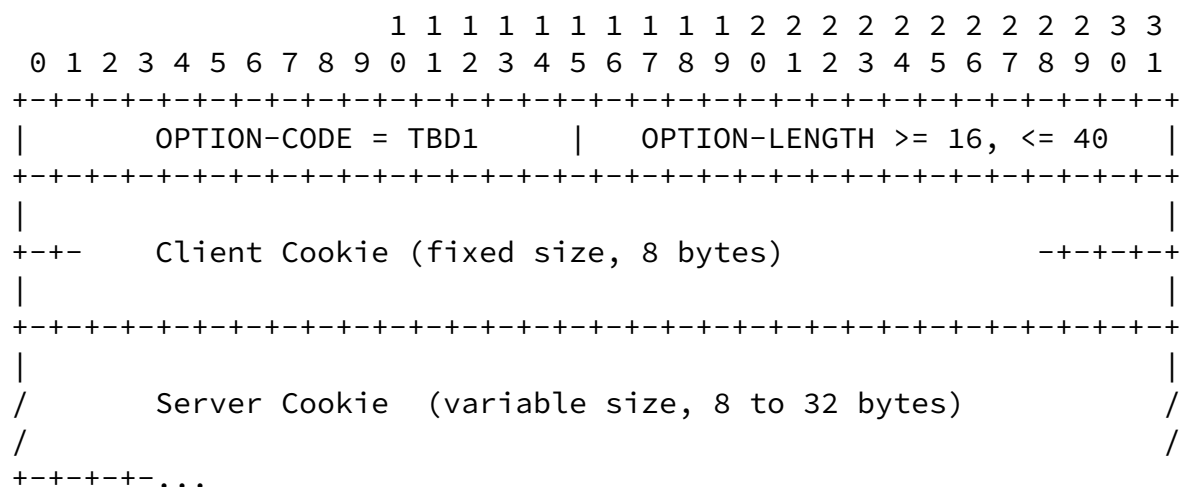 1 1 1 1 1 1 1 1 1 1 2 2 2 2 2 2 2 2 2 2 3 3
 0 1 2 3 4 5 6 7 8 9 0 1 2 3 4 5 6 7 8 9 0 1 2 3 4 5 6 7 8 9 0 1
+-+-+-+-+-+-+-+-+-+-+-+-+-+-+-+-+-+-+-+-+-+-+-+-+-+-+-+-+-+-+-+-+
|       OPTION-CODE = TBD1      |   OPTION-LENGTH >= 16, <= 40  |
+-+-+-+-+-+-+-+-+-+-+-+-+-+-+-+-+-+-+-+-+-+-+-+-+-+-+-+-+-+-+-+-+
|                                                               |
+-+-    Client Cookie (fixed size, 8 bytes)              -+-+-+-+
|                                                               |
+-+-+-+-+-+-+-+-+-+-+-+-+-+-+-+-+-+-+-+-+-+-+-+-+-+-+-+-+-+-+-+-+
|                                                               |
/       Server Cookie  (variable size, 8 to 32 bytes)           /
/                                                               /
+-+-+-+-...